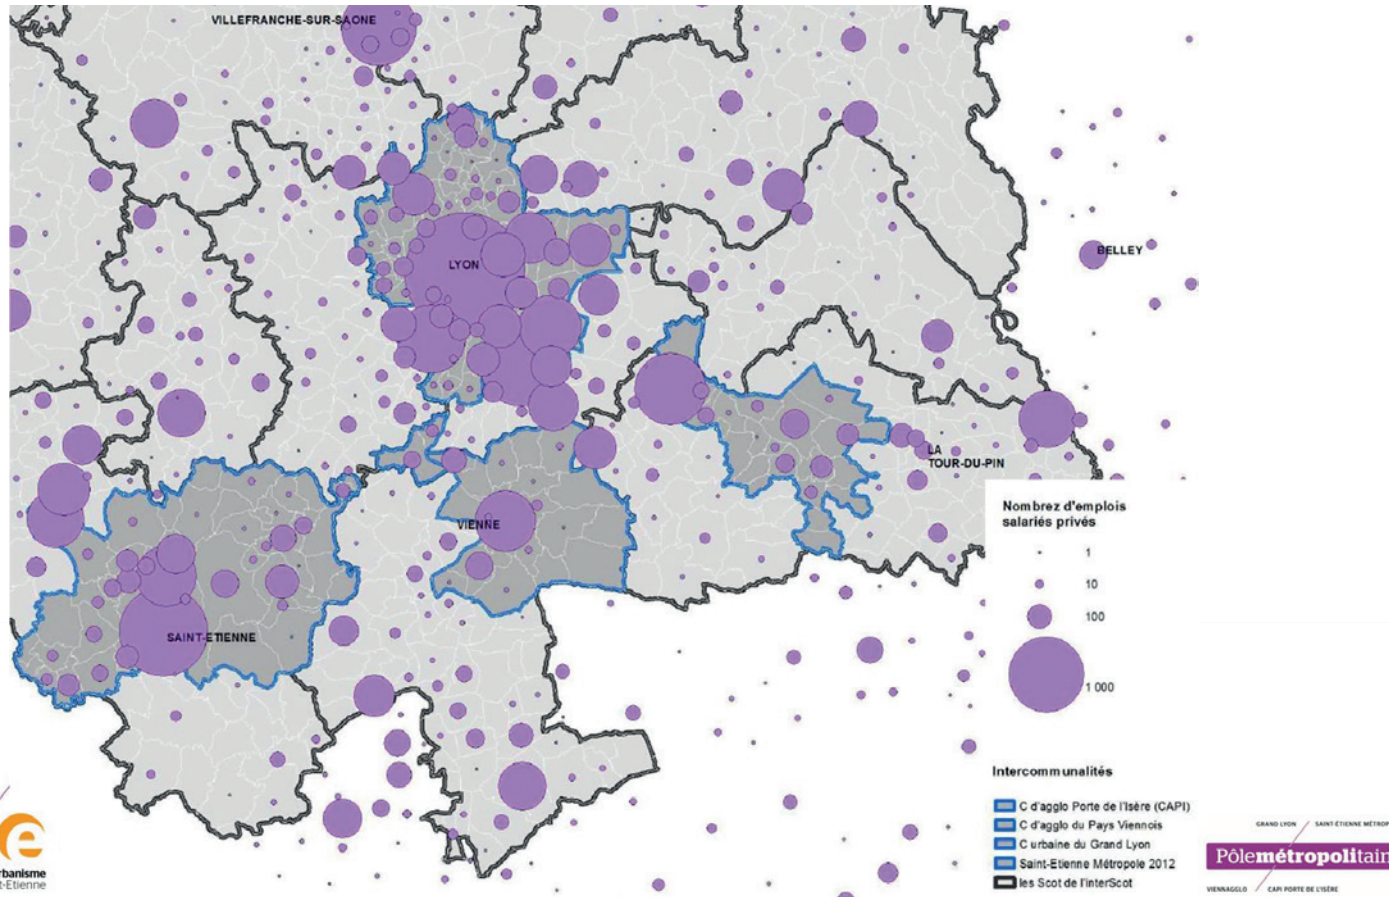 VILLEFRANCHE-SUR-SAONE
LYON
BELLEY
LA
TOUR-DU-PIN
VIENNE
SAINT-ETIENNE
Nombrez d'emplois
salariés privés
1
10
100
1 000
Intercommunalités
C d'agglo Porte de l'Isère (CAPI)
C d'agglo du Pays Viennois
C urbaine du Grand Lyon
Saint-Etienne Métropole 2012
les Scot de l'InterScot
rbanisme
t-Etienne
GRAND LYON / SAINT-ÉTIENNE MÉTROP
Pôlemétropolitain
VIENNAGGLO / CAPI PORTE DE L'ISÈRE